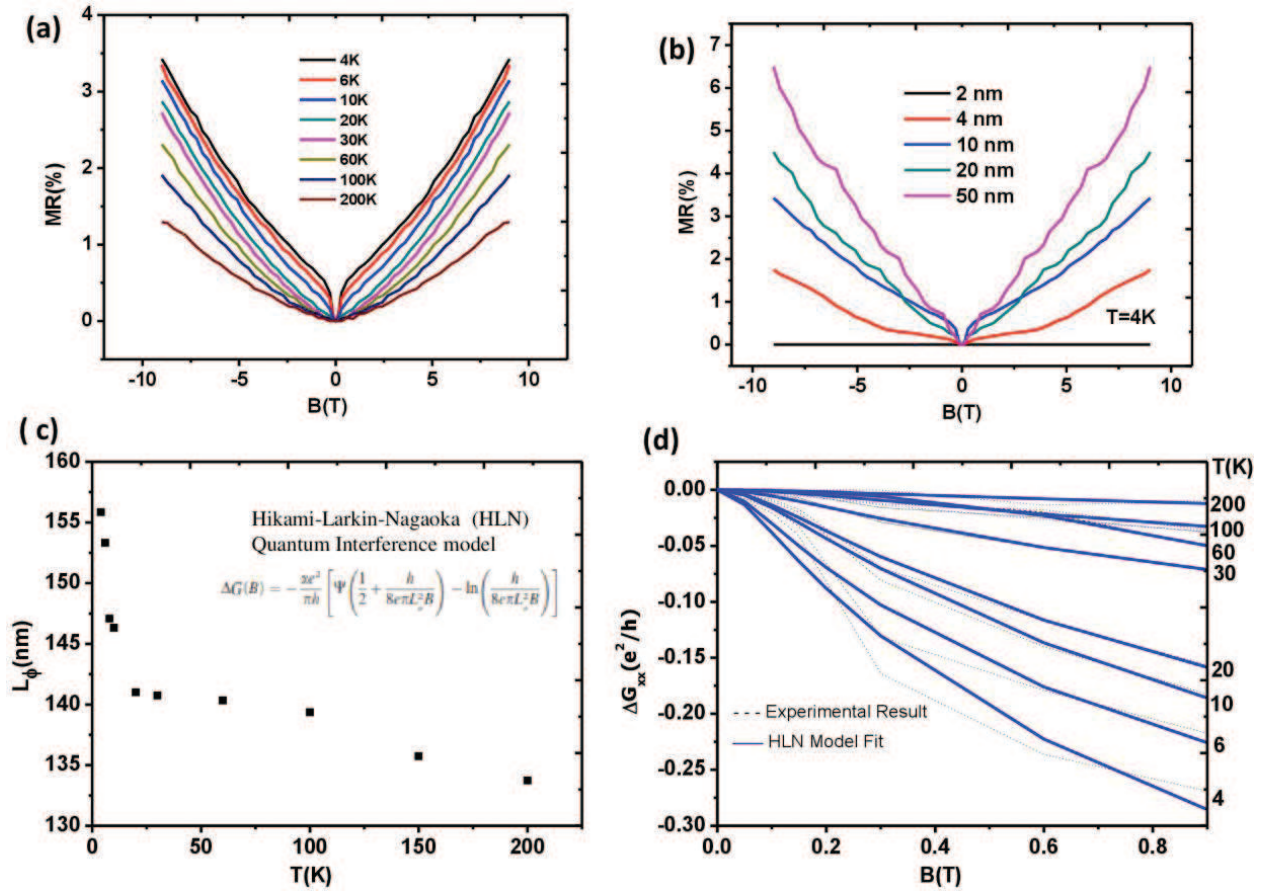 (a)
4
3
2
1
0
MR(%)
4K
6K
10K
20K
30K
60K
100K
200K
-10 -5 0 5 10
B(T)
(b)
7
6
5
4
3
2
1
0
MR(%)
2 nm
4 nm
10 nm
20 nm
50 nm
T=4K
-10 -5 0 5 10
B(T)
( c)
160
155
150
145
140
135
130
L_ϕ(nm)
Hikami-Larkin-Nagaoka (HLN)
Quantum Interference model
0 50 100 150 200
T(K)
(d)
0.00
-0.05
-0.10
-0.15
-0.20
-0.25
-0.30
ΔG_xx(e²/h)
T(K)
200
100
60
30
20
10
6
4
Experimental Result
HLN Model Fit
0.0 0.2 0.4 0.6 0.8
B(T)